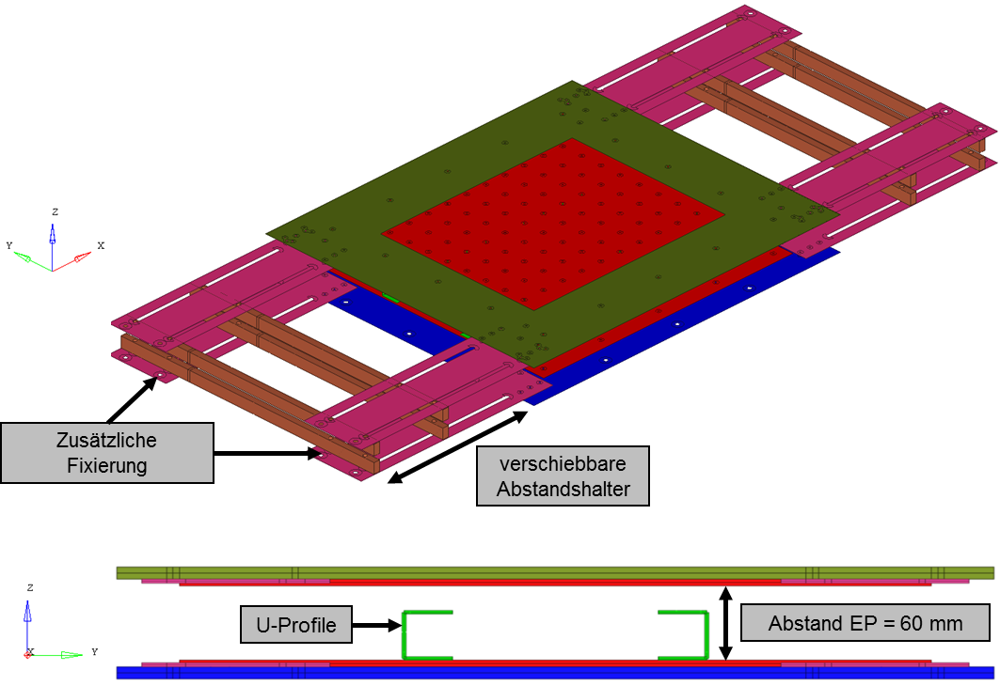 Z
Y
X
Zusätzliche
Fixierung
verschiebbare
Abstandshalter
Z
X
Y
U-Profile
Abstand EP = 60 mm